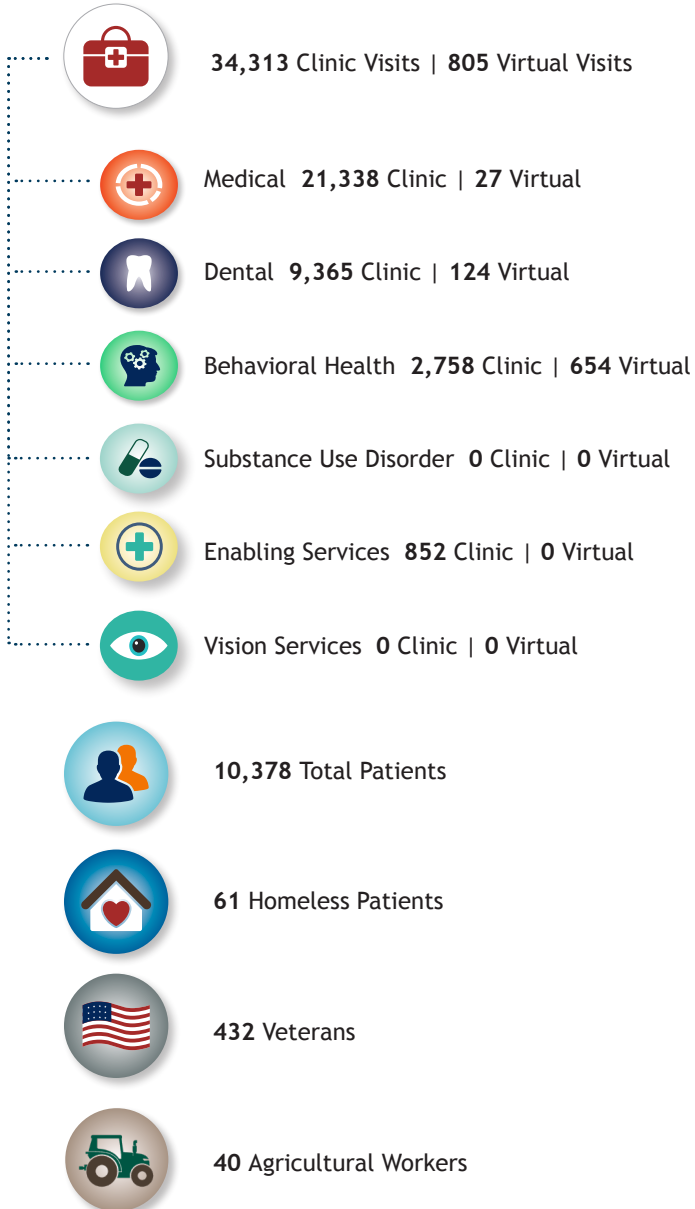 34,313 Clinic Visits | 805 Virtual Visits
Medical 21,338 Clinic | 27 Virtual
Dental 9,365 Clinic | 124 Virtual
Behavioral Health 2,758 Clinic | 654 Virtual
Substance Use Disorder 0 Clinic | 0 Virtual
Enabling Services 852 Clinic | 0 Virtual
Vision Services 0 Clinic | 0 Virtual
10,378 Total Patients
61 Homeless Patients
432 Veterans
40 Agricultural Workers